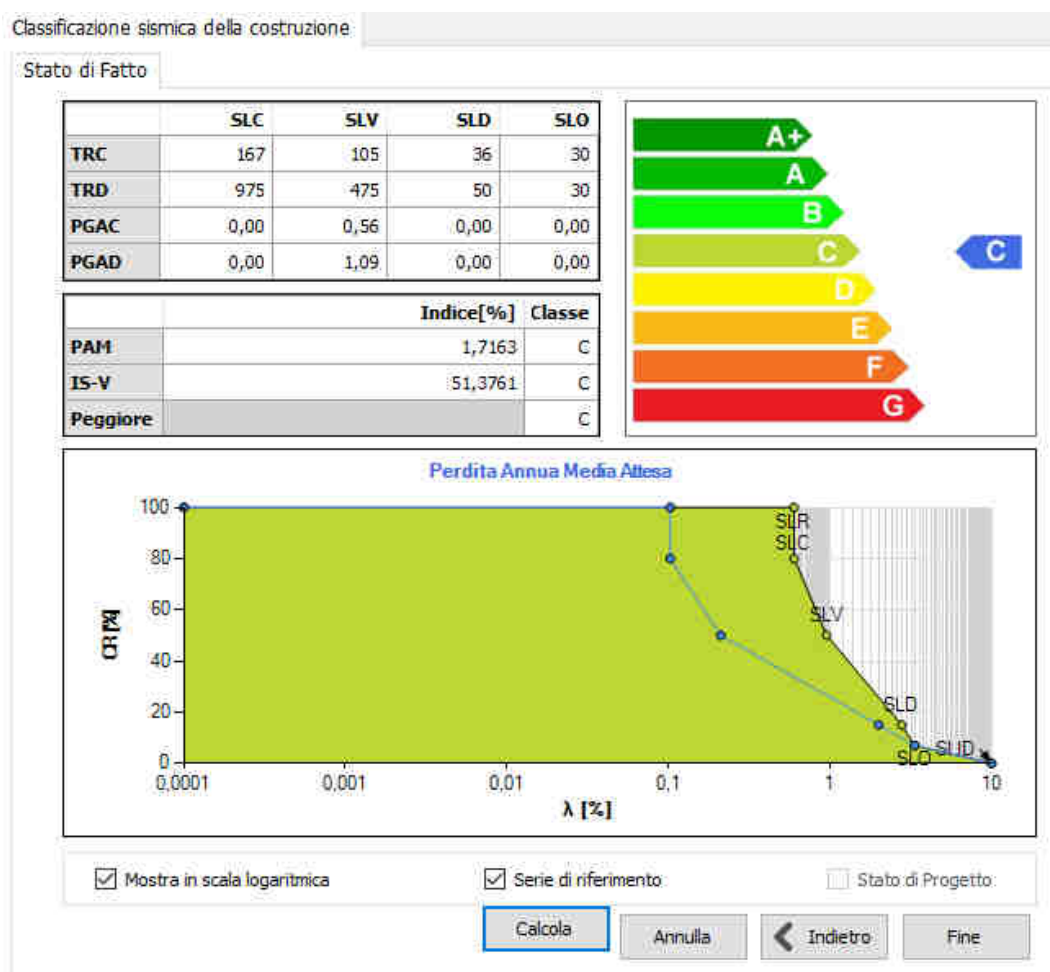 Classificazione sismica della costruzione
Stato di Fatto
SLC SLV SLD SLO
TRC 167 105 36 30
TRD 975 475 50 30
PGAC 0,00 0,56 0,00 0,00
PGAD 0,00 1,09 0,00 0,00
Indice[%] Classe
PAM 1,7163 C
IS-V 51,3761 C
Peggiore C
A+
A
B
C C
D
E
F
G
Perdita Annua Media Attesa
CR [%]
100
80
60
40
20
0
SLR
SLC
SLV
SLD
SLO
SLID
0,0001 0,001 0,01 0,1 1 10
λ [%]
Mostra in scala logaritmica Serie di riferimento Stato di Progetto
Calcola Annulla Indietro Fine